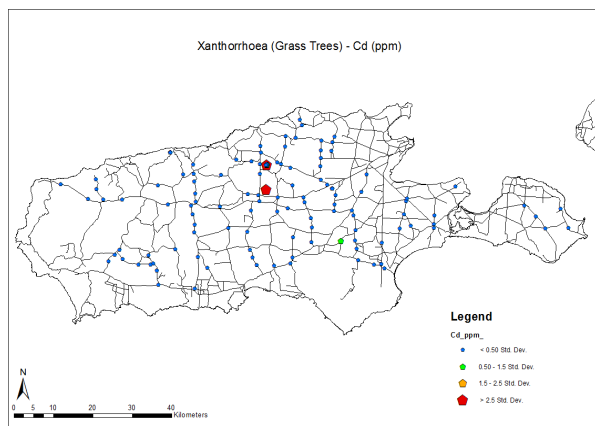 Xanthorrhoea (Grass Trees) - Cd (ppm)
Legend
Cd_ppm_
< 0.50 Std. Dev.
0.50 - 1.5 Std. Dev.
1.5 - 2.5 Std. Dev.
> 2.5 Std. Dev.
N
0 5 10 20 30 40
Kilometers